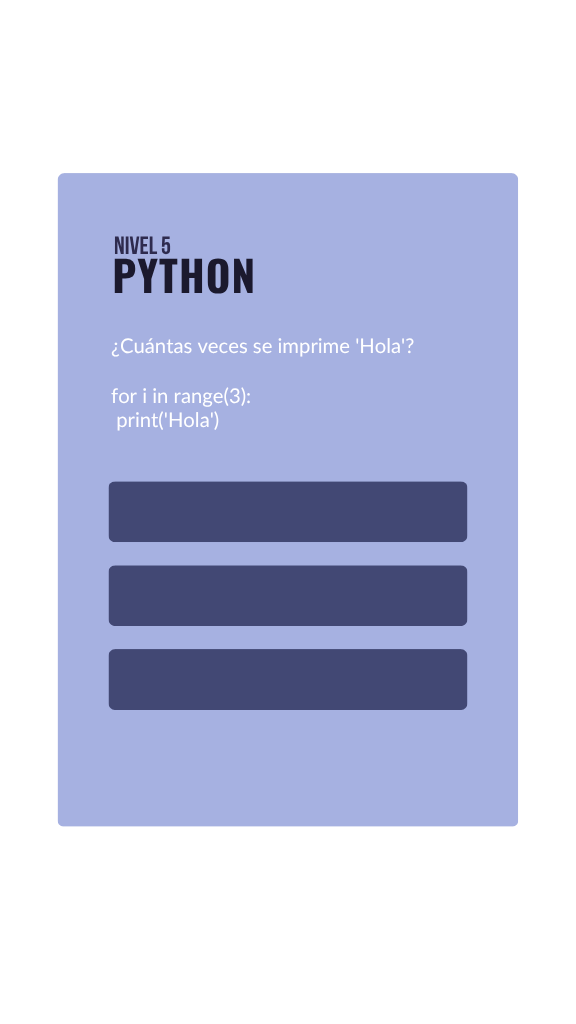 NIVEL 5
PYTHON
¿Cuántas veces se imprime 'Hola'?
for i in range(3):
 print('Hola')